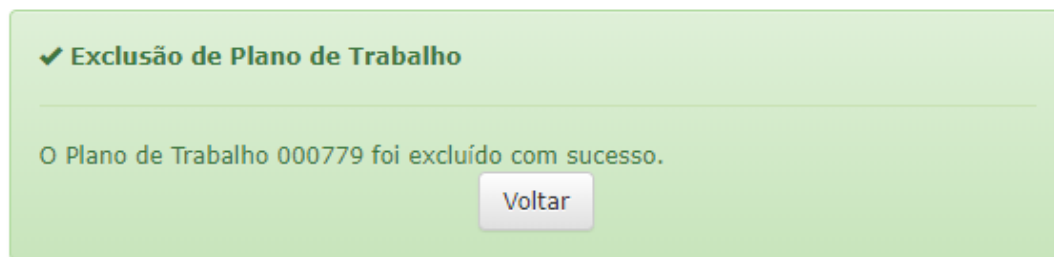 Exclusão de Plano de Trabalho
O Plano de Trabalho 000779 foi excluído com sucesso.
Voltar